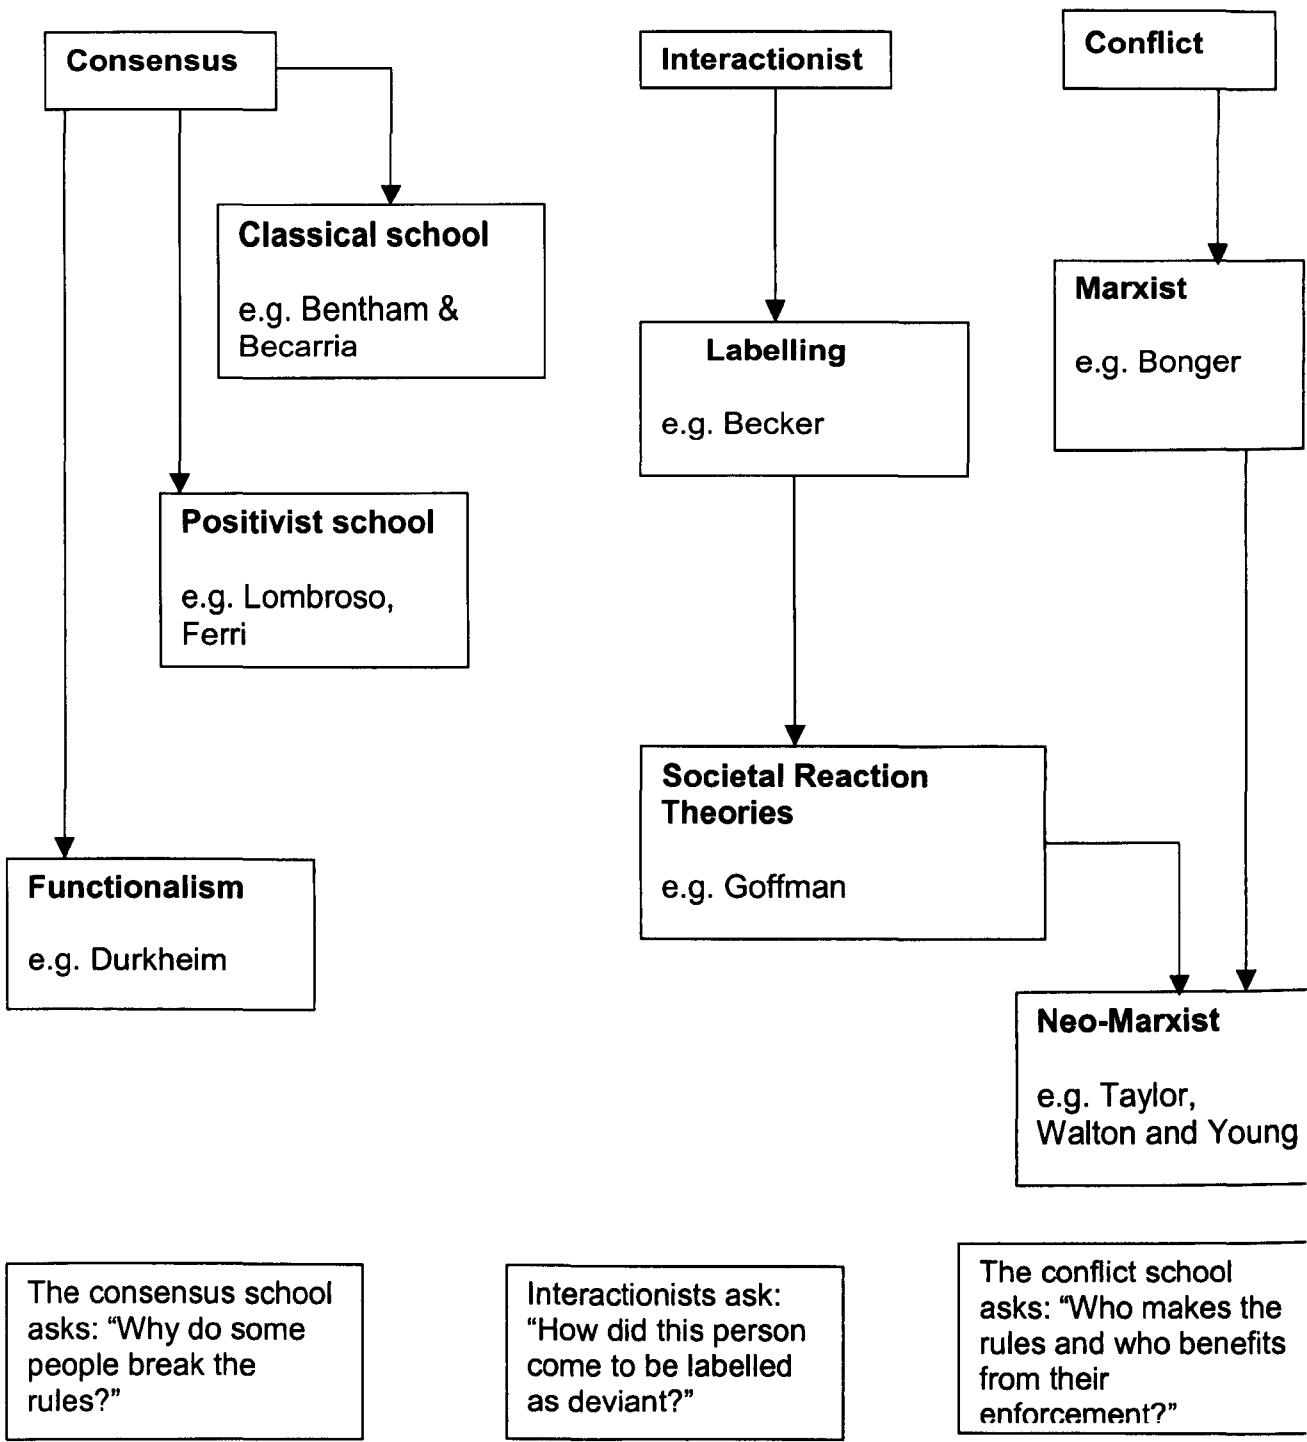 Consensus
Interactionist
Conflict
Classical school
e.g. Bentham &
Becarria
Marxist
e.g. Bonger
Labelling
e.g. Becker
Positivist school
e.g. Lombroso,
Ferri
Societal Reaction
Theories
e.g. Goffman
Functionalism
e.g. Durkheim
Neo-Marxist
e.g. Taylor,
Walton and Young
The consensus school
asks: “Why do some
people break the
rules?”
Interactionists ask:
“How did this person
come to be labelled
as deviant?”
The conflict school
asks: “Who makes the
rules and who benefits
from their
enforcement?”